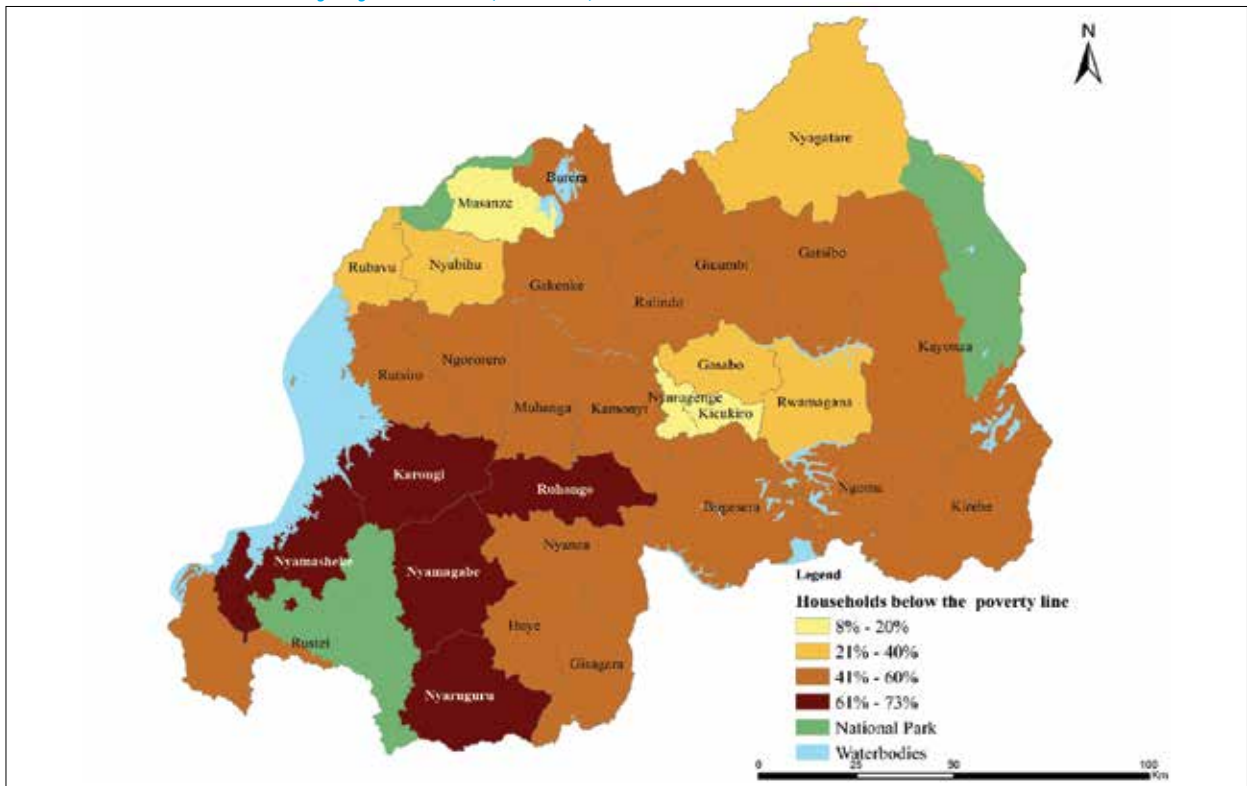 N
Nyagatare
Burera
Musanze
Gatsibo
Rubavu
Nyabihu
Gicumbi
Gakenke
Rulindo
Kayonza
Ngororero
Gasabo
Rutsiro
Nyarugenge
Rwamagana
Muhanga
Kamonyi
Kicukiro
Karongi
Ruhango
Ngoma
Bugesera
Kirehe
Nyanza
Nyamasheke
Nyamagabe
Huye
Rusizi
Gisagara
Nyaruguru
Legend
Households below the poverty line
8% - 20%
21% - 40%
41% - 60%
61% - 73%
National Park
Waterbodies
0 25 50 100
Km